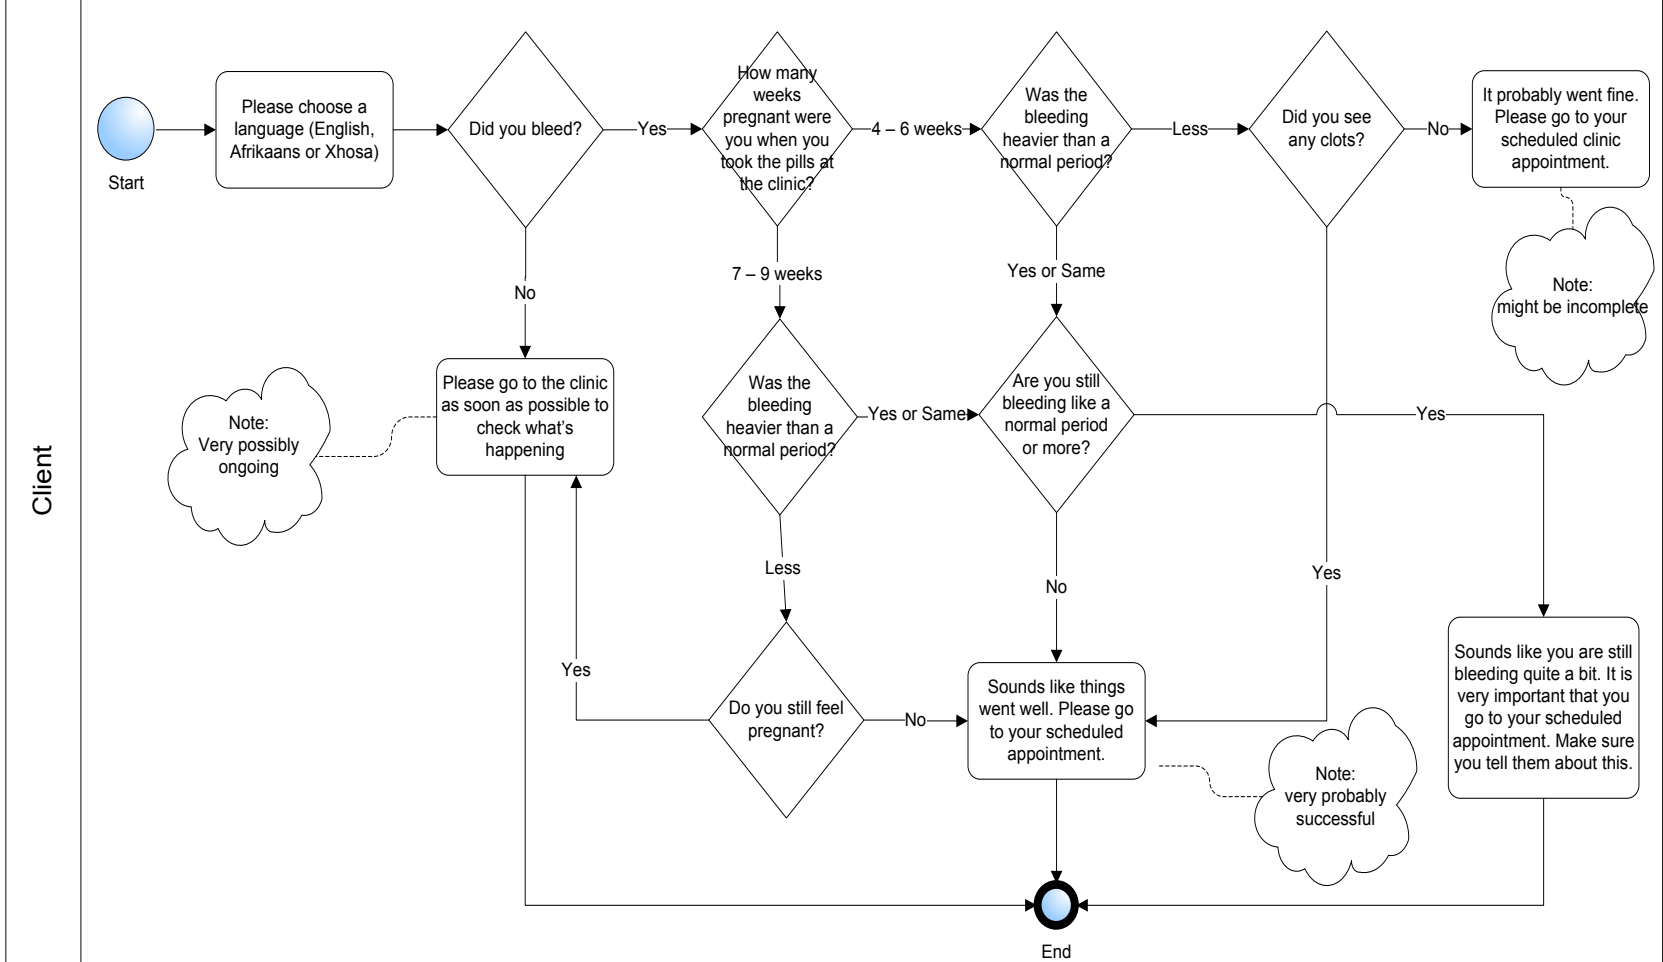 Client
Start
Please choose a
language (English,
Afrikaans or Xhosa)
Did you bleed?
Yes
How many
weeks
pregnant were
you when you
took the pills at
the clinic?
4 – 6 weeks
Was the
bleeding
heavier than a
normal period?
Less
Did you see
any clots?
No
It probably went fine.
Please go to your
scheduled clinic
appointment.
Note:
might be incomplete
No
7 – 9 weeks
Yes or Same
Note:
Very possibly
ongoing
Please go to the clinic
as soon as possible to
check what's
happening
Was the
bleeding
heavier than a
normal period?
Yes or Same
Are you still
bleeding like a
normal period
or more?
Yes
Less
No
Yes
Yes
Do you still feel
pregnant?
No
Sounds like things
went well. Please go
to your scheduled
appointment.
Note:
very probably
successful
Sounds like you are still
bleeding quite a bit. It is
very important that you
go to your scheduled
appointment. Make sure
you tell them about this.
End